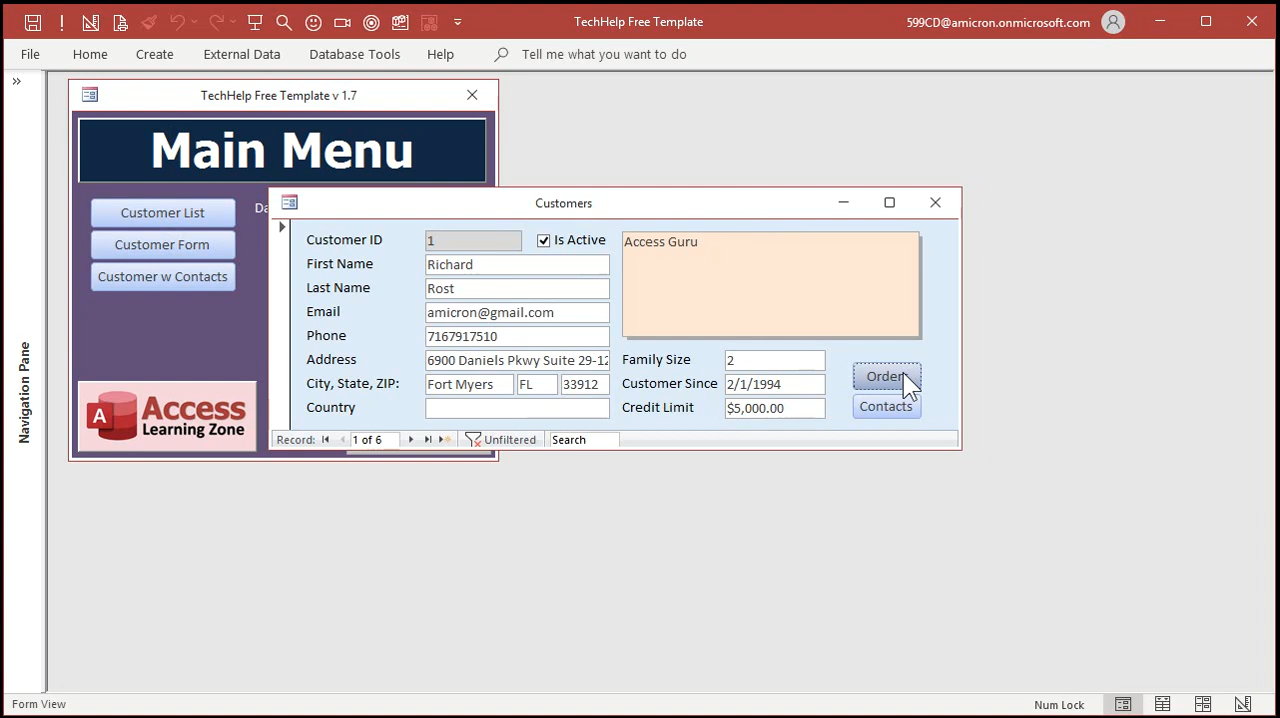 TechHelp Free Template
599CD@amicron.onmicrosoft.com
File Home Create External Data Database Tools Help Tell me what you want to do
»
Navigation Pane
TechHelp Free Template v 1.7
Main Menu
Customer List
Customer Form
Customer w Contacts
Access
Learning Zone
Customers
Customer ID 1 Is Active
First Name Richard
Last Name Rost
Email amicron@gmail.com
Phone 7167917510
Address 6900 Daniels Pkwy Suite 29-12
City, State, ZIP: Fort Myers FL 33912
Country
Access Guru
Family Size 2
Customer Since 2/1/1994
Credit Limit $5,000.00
Contacts
Record: 1 of 6 Unfiltered Search
Form View
Num Lock